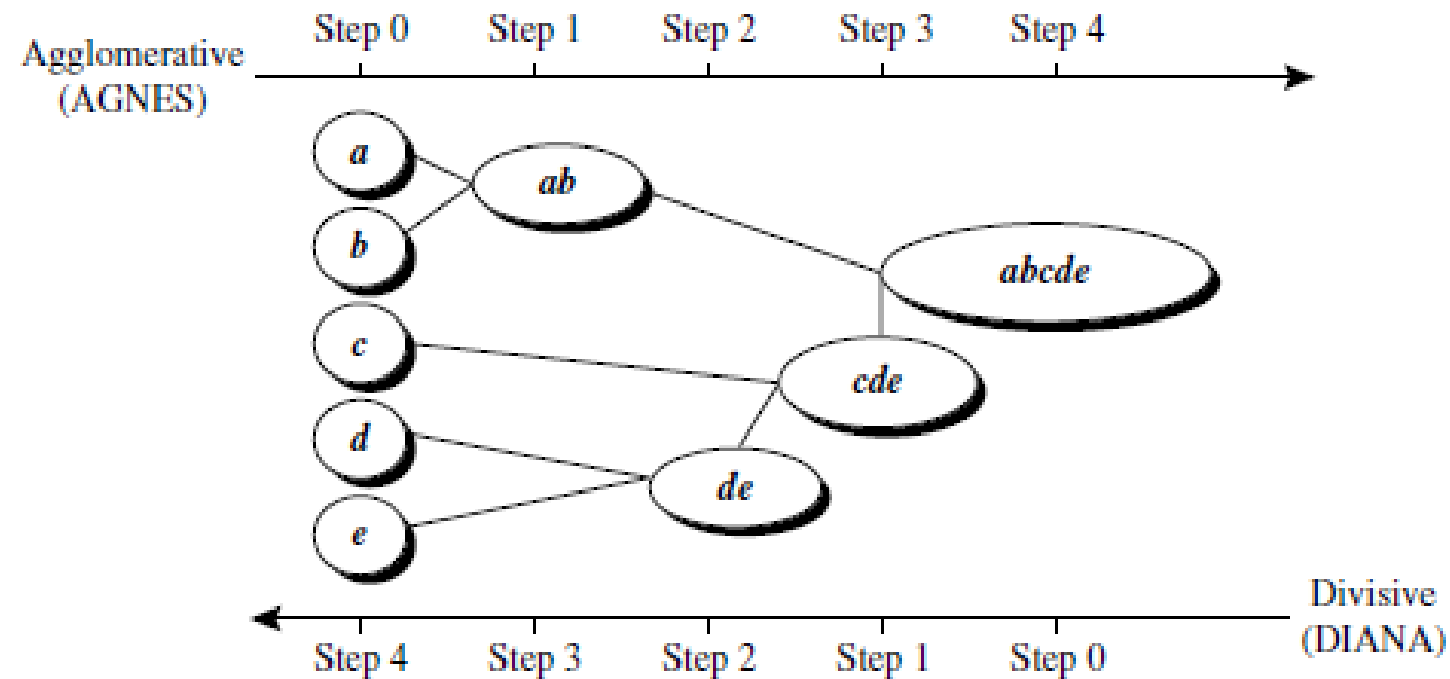 Step 0 Step 1 Step 2 Step 3 Step 4
Agglomerative
(AGNES)
a
ab
b
abcde
c
cde
d
de
e
Divisive
(DIANA)
Step 4 Step 3 Step 2 Step 1 Step 0